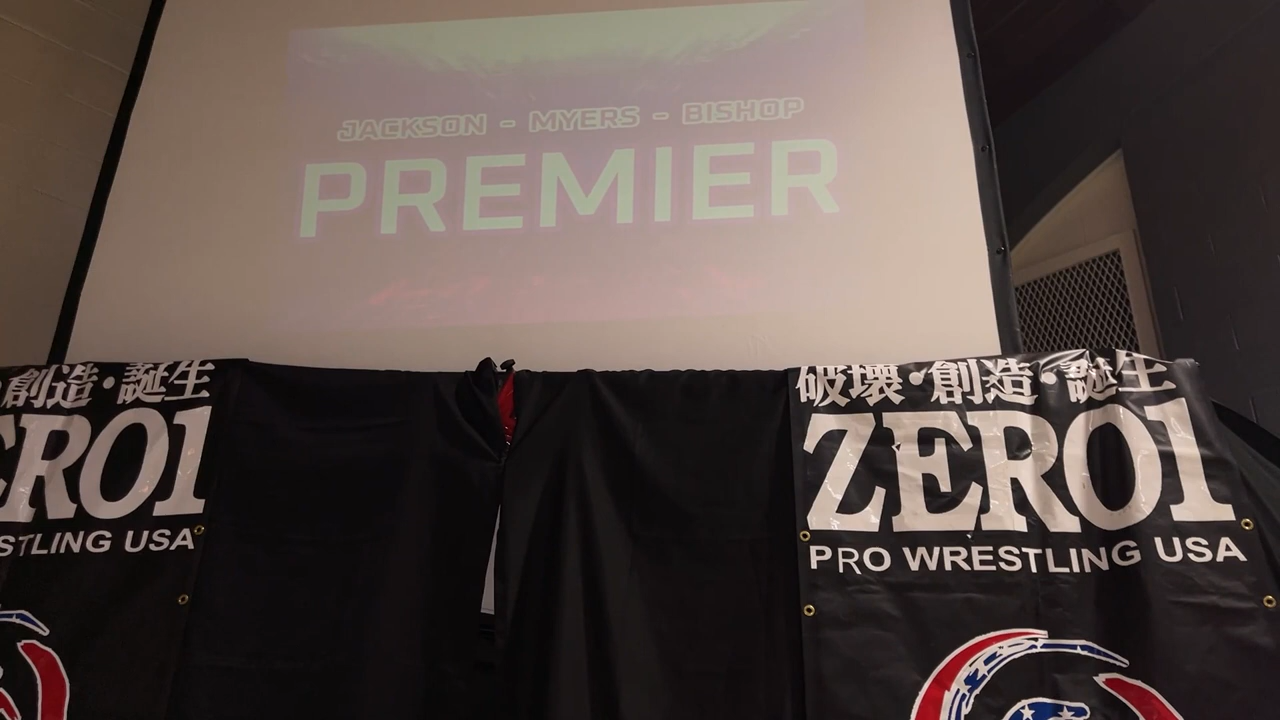 JACKSON - MYERS - BISHOP
PREMIER
創造・誕生
ERO1
STLING USA
破壊・創造・誕生
ZERO1
PRO WRESTLING USA